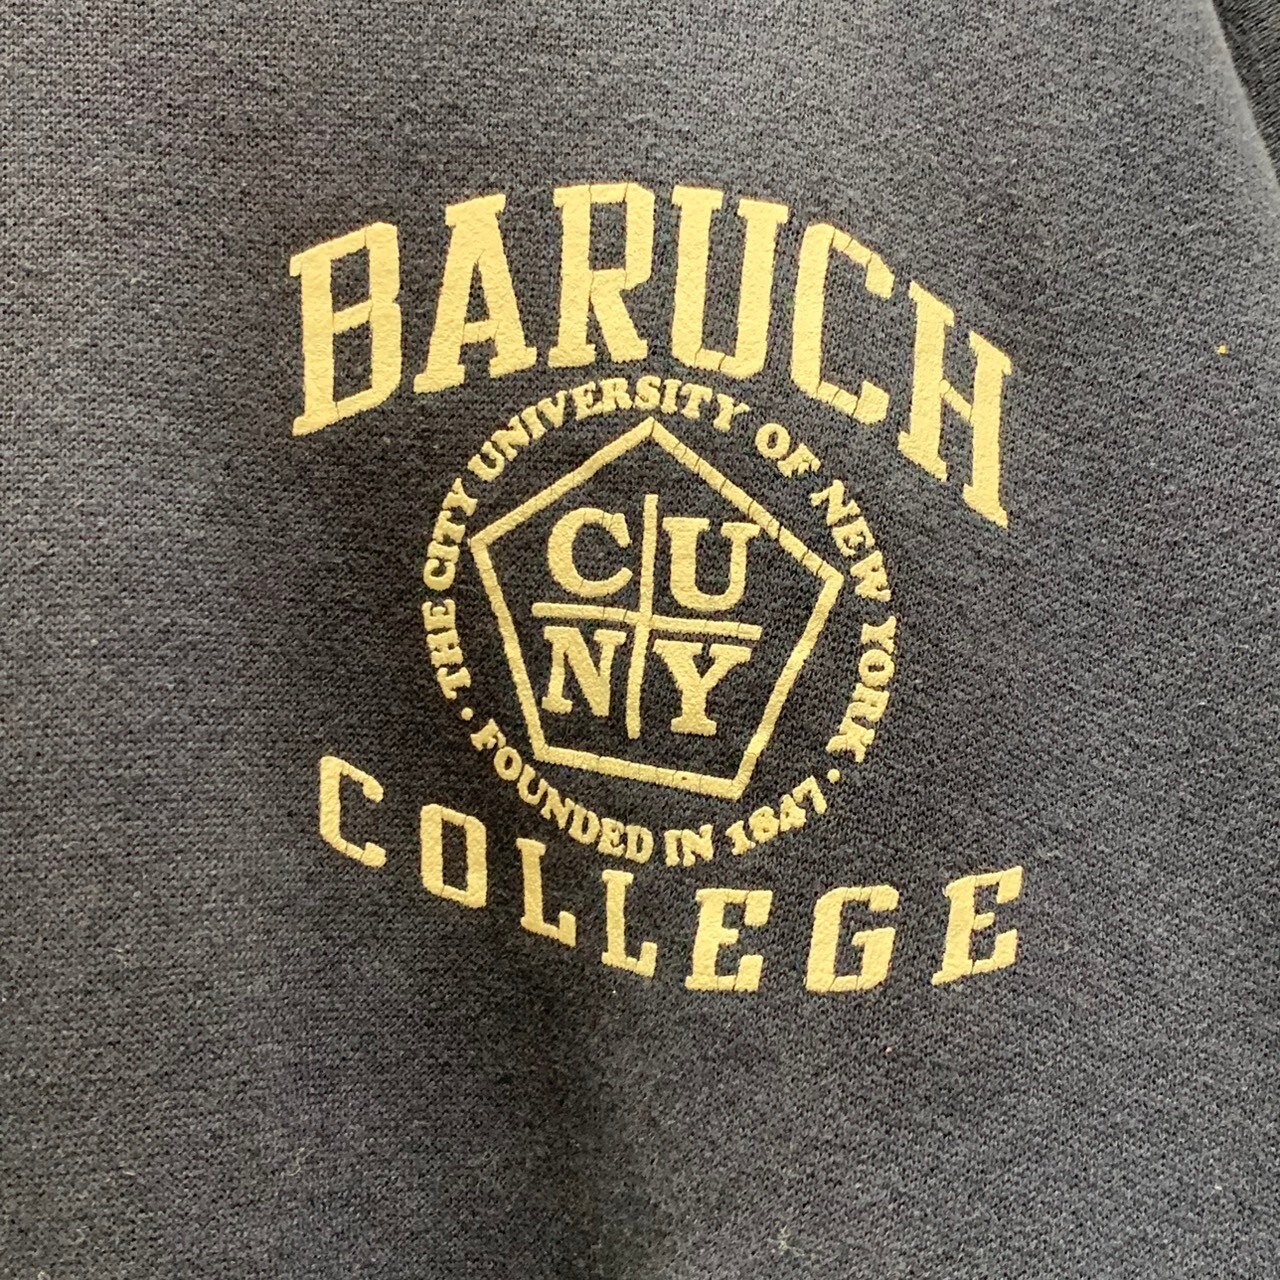 BARUCH
THE CITY UNIVERSITY OF NEW YORK
CU
NY
· FOUNDED IN 1847 ·
COLLEGE